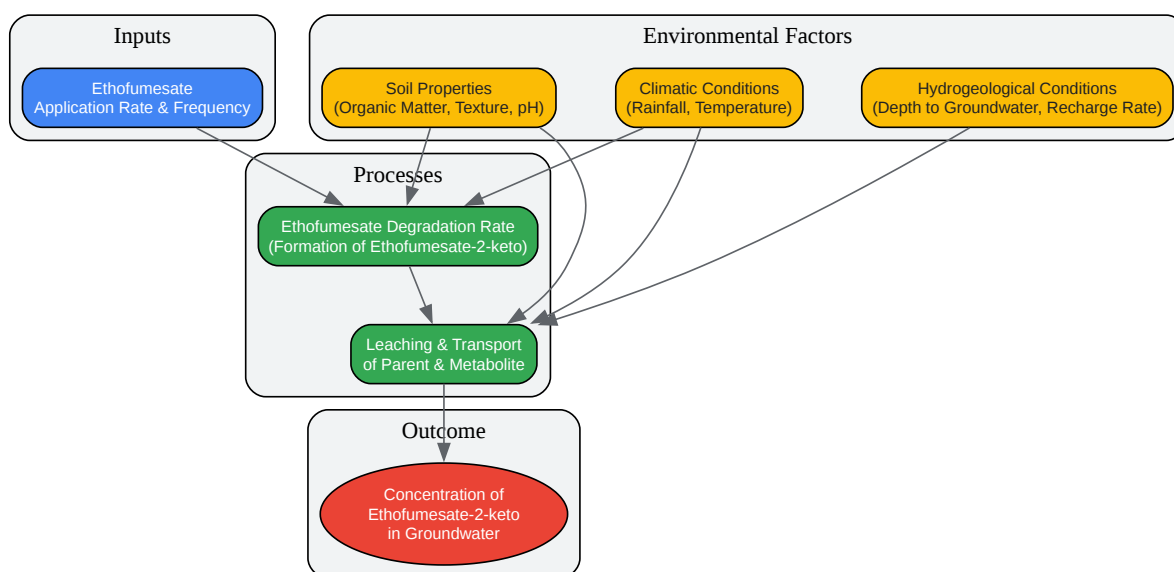 Inputs
Environmental Factors
Ethofumesate
Application Rate & Frequency
Soil Properties
(Organic Matter, Texture, pH)
Climatic Conditions
(Rainfall, Temperature)
Hydrogeological Conditions
(Depth to Groundwater, Recharge Rate)
Processes
Ethofumesate Degradation Rate
(Formation of Ethofumesate-2-keto)
Leaching & Transport
of Parent & Metabolite
Outcome
Concentration of
Ethofumesate-2-keto
in Groundwater